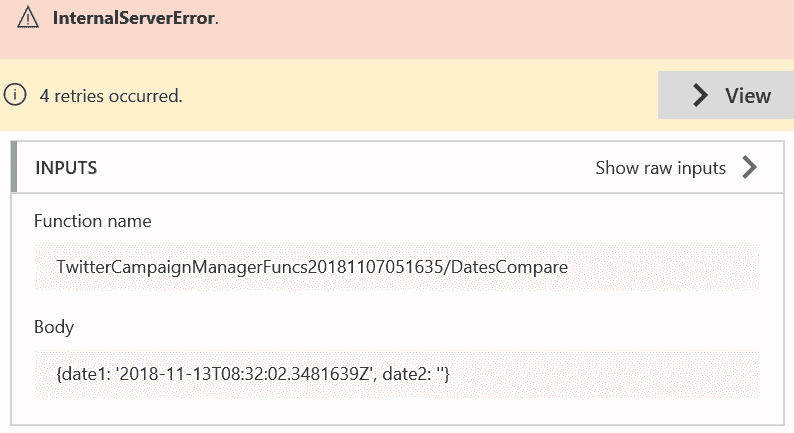 InternalServerError.
4 retries occurred.
View
INPUTS
Show raw inputs
Function name
TwitterCampaignManagerFuncs20181107051635/DatesCompare
Body
{date1: '2018-11-13T08:32:02.3481639Z', date2: ''}